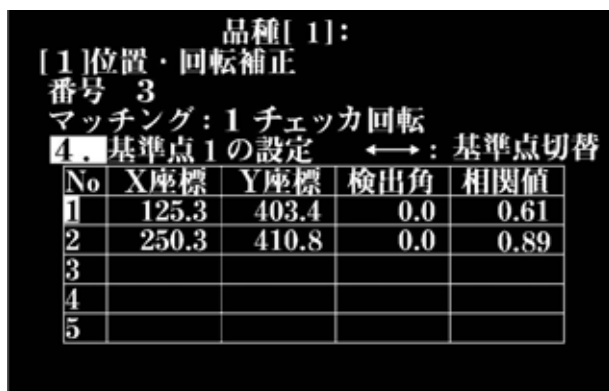 品種[ 1]:
[1]位置・回転補正
番号 3
マッチング:1 チェッカ回転
4.基準点1の設定 ←→: 基準点切替
No X座標 Y座標 検出角 相関値
1 125.3 403.4 0.0 0.61
2 250.3 410.8 0.0 0.89
3
4
5